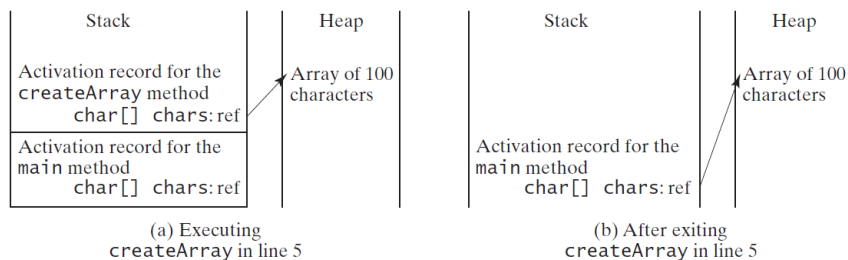 Stack
Heap
Activation record for the
createArray method
char[] chars: ref
Array of 100
characters
Activation record for the
main method
char[] chars: ref
(a) Executing
createArray in line 5
Stack
Heap
Array of 100
characters
Activation record for the
main method
char[] chars: ref
(b) After exiting
createArray in line 5